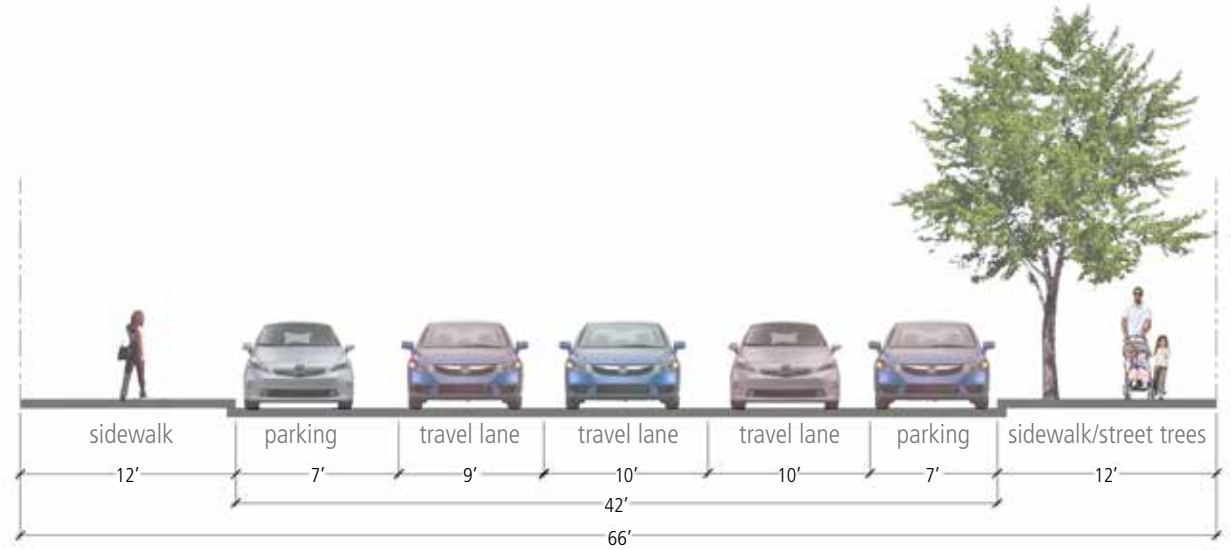 sidewalk parking travel lane travel lane travel lane parking sidewalk/street trees
12’ 7’ 9’ 10’ 10’ 7’ 12’
42’
66’